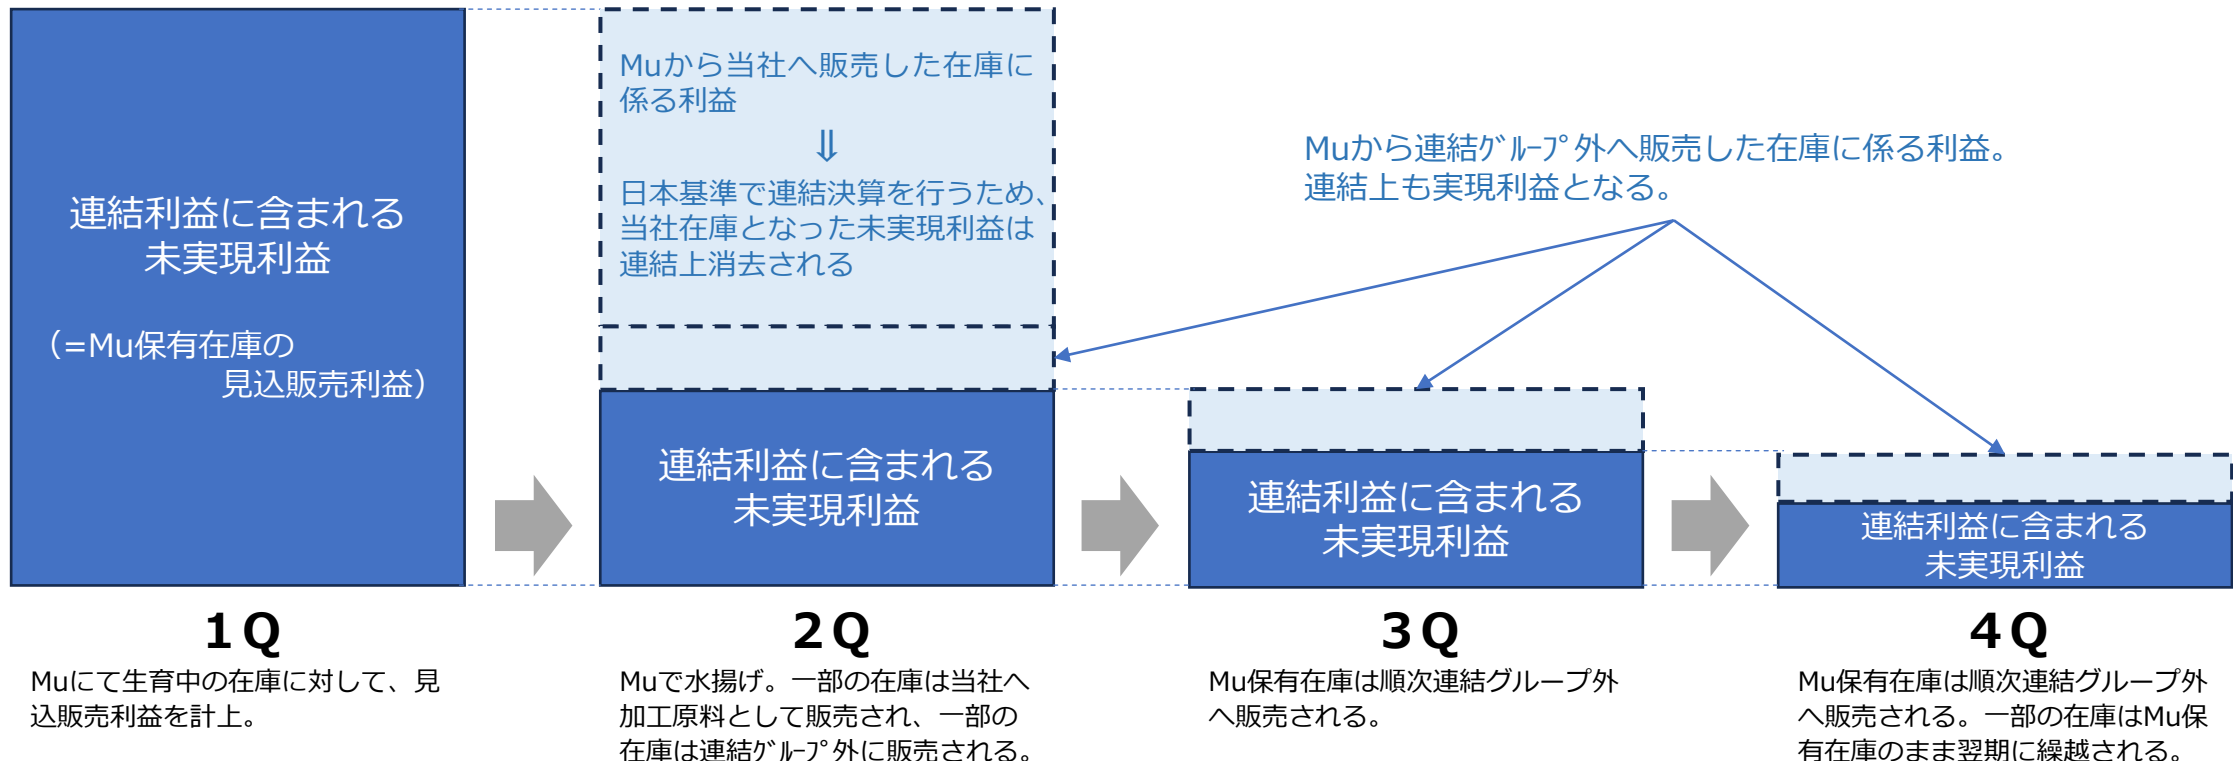 連結利益に含まれる
未実現利益
（=Mu保有在庫の
見込販売利益）
Muから当社へ販売した在庫に
係る利益
⇓
日本基準で連結決算を行うため、
当社在庫となった未実現利益は
連結上消去される
連結利益に含まれる
未実現利益
Muから連結ｸﾞﾙｰﾌﾟ外へ販売した在庫に係る利益。
連結上も実現利益となる。
連結利益に含まれる
未実現利益
連結利益に含まれる
未実現利益
１Q
Muにて生育中の在庫に対して、見
込販売利益を計上。
２Q
Muで水揚げ。一部の在庫は当社へ
加工原料として販売され、一部の
在庫は連結ｸﾞﾙｰﾌﾟ外に販売される。
３Q
Mu保有在庫は順次連結グループ外
へ販売される。
４Q
Mu保有在庫は順次連結グループ外
へ販売される。一部の在庫はMu保
有在庫のまま翌期に繰越される。